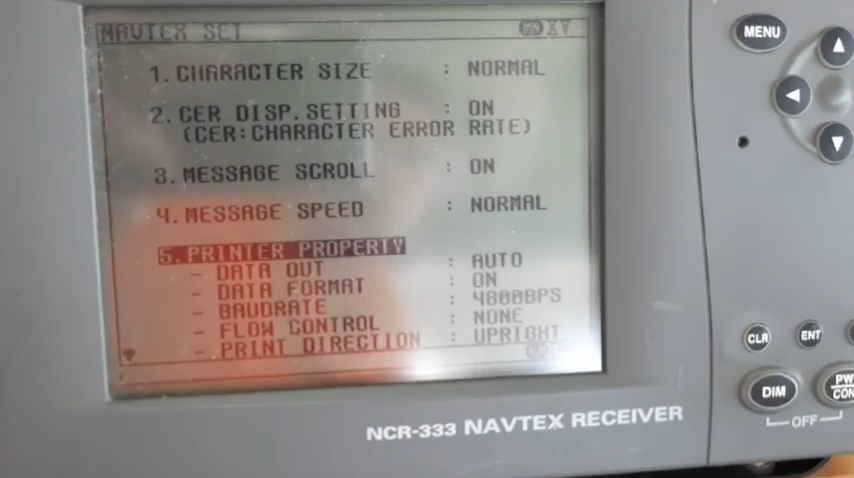 NAVTEX SET
1. CHARACTER SIZE : NORMAL
2. CER DISP. SETTING : ON
(CER:CHARACTER ERROR RATE)
3. MESSAGE SCROLL : ON
4. MESSAGE SPEED : NORMAL
5. PRINTER PROPERTY
- DATA OUT : AUTO
- DATA FORMAT : ON
- BAUDRATE : 4800BPS
- FLOW CONTROL : NONE
- PRINT DIRECTION : UPRIGHT
NCR-333 NAVTEX RECEIVER
MENU
CLR
ENT
DIM
OFF